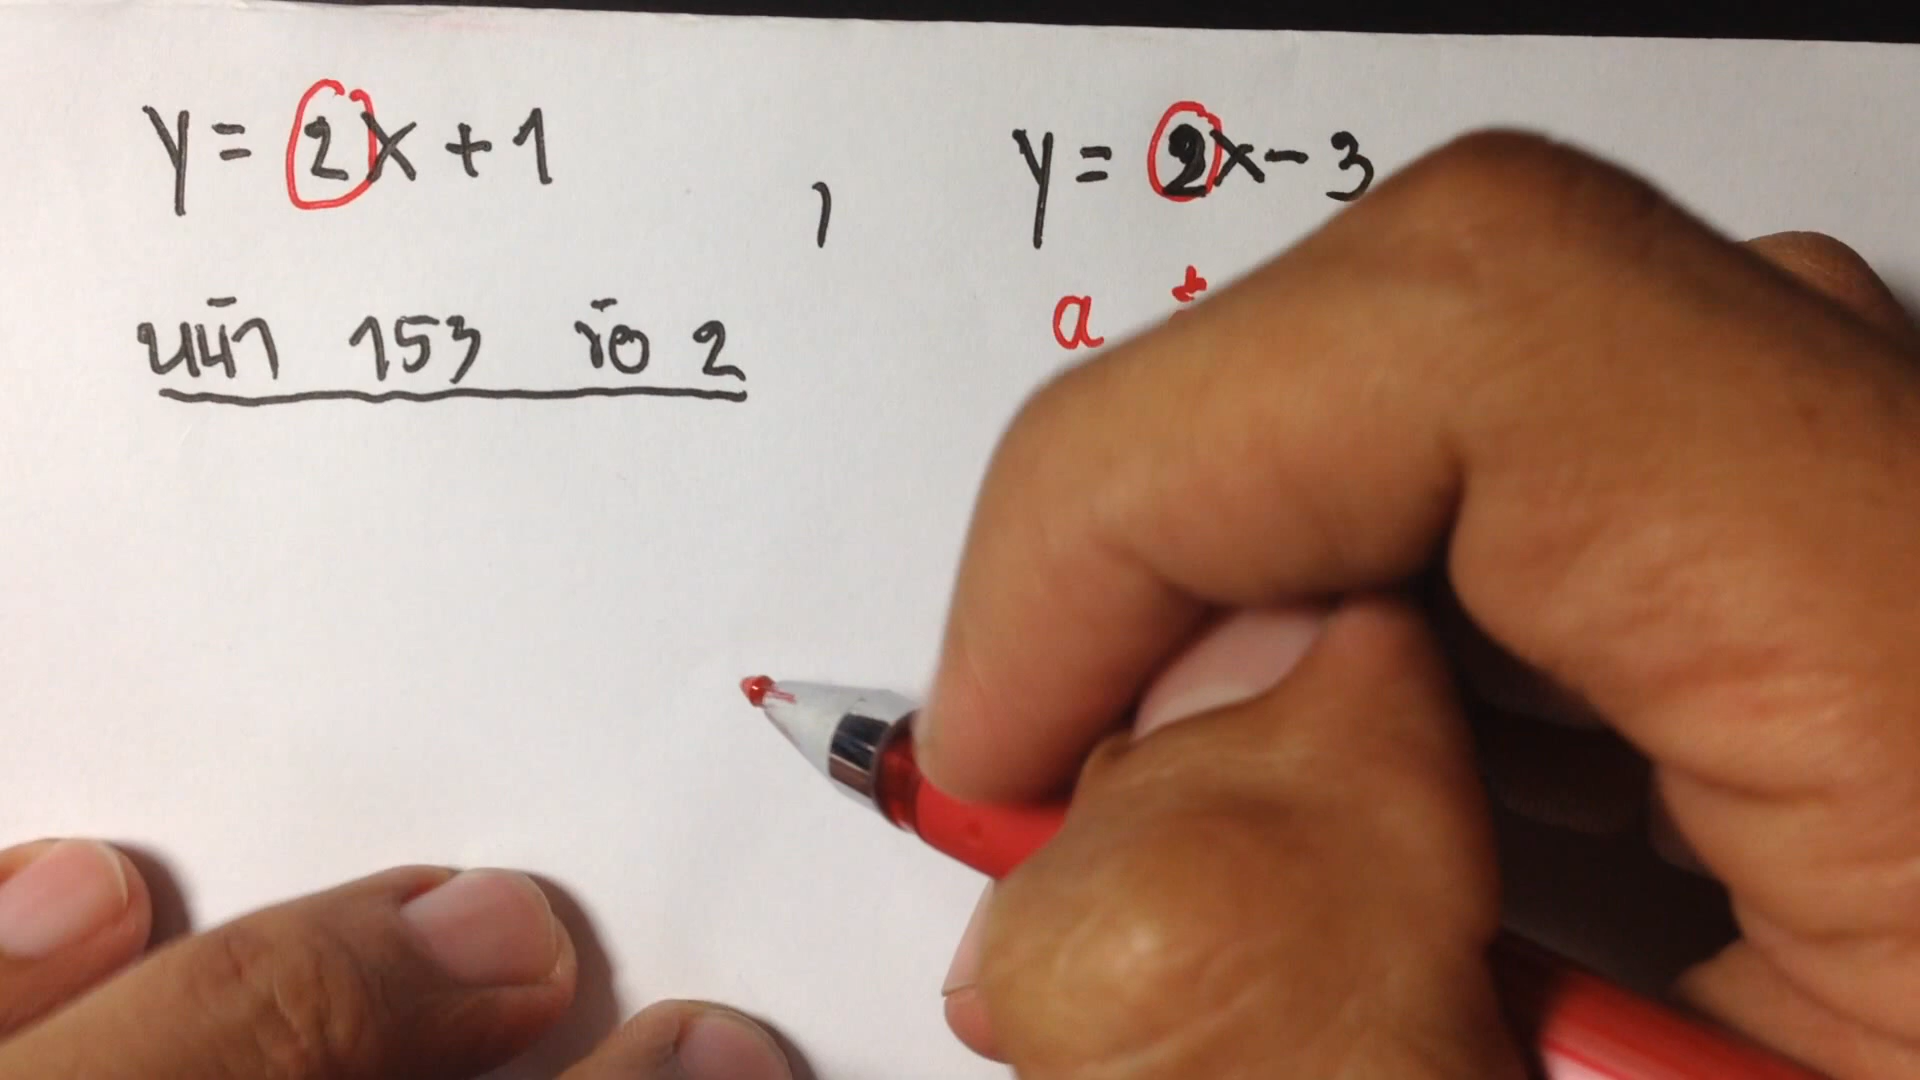 y = 2x + 1 , y = 2x - 3
หน้า 153 ข้อ 2
a